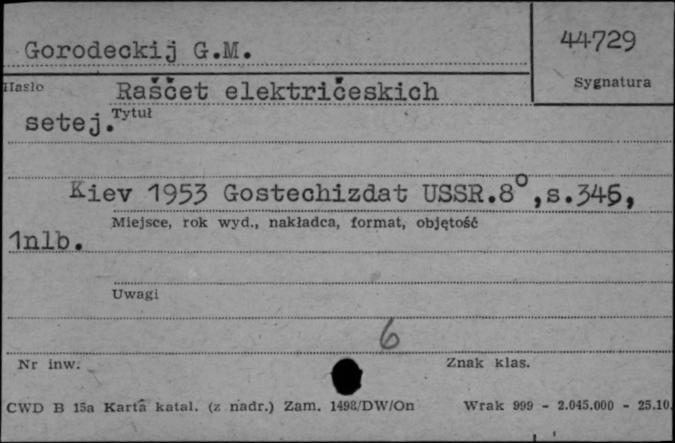 Gorodeckij G.M.
44729
Hasło
Sygnatura
Rasčet električeskich
Tytuł
setej.
Kiev 1953 Gostechizdat USSR.8°,s.345,
Miejsce, rok wyd., nakładca, format, objętość
1nlb.
Uwagi
6
Nr inw.
Znak klas.
CWD B 15a Karta katal. (z nadr.) Zam. 1498/DW/On
Wrak 999 - 2.045.000 - 25.10.